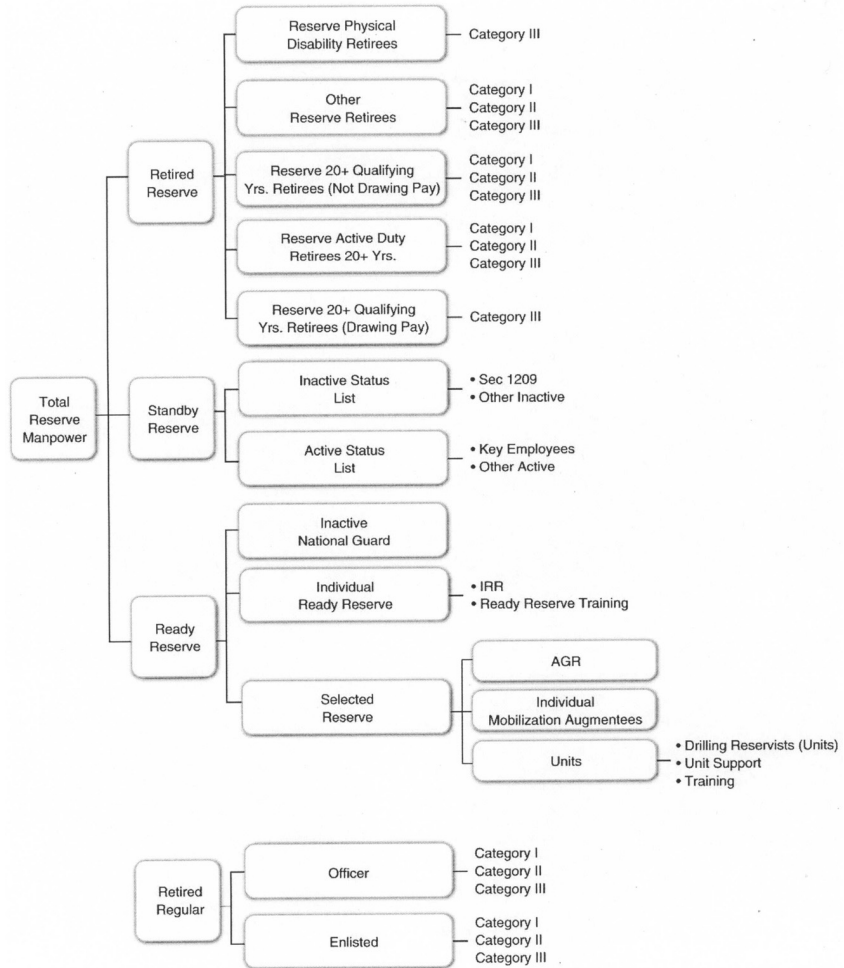 Reserve Physical
Disability Retirees
Category III
Other
Reserve Retirees
Category I
Category II
Category III
Retired
Reserve
Reserve 20+ Qualifying
Yrs. Retirees (Not Drawing Pay)
Category I
Category II
Category III
Reserve Active Duty
Retirees 20+ Yrs.
Category I
Category II
Category III
Reserve 20+ Qualifying
Yrs. Retirees (Drawing Pay)
Category III
Total
Reserve
Manpower
Standby
Reserve
Inactive Status
List
• Sec 1209
• Other Inactive
Active Status
List
• Key Employees
• Other Active
Ready
Reserve
Inactive
National Guard
Individual
Ready Reserve
• IRR
• Ready Reserve Training
Selected
Reserve
AGR
Individual
Mobilization Augmentees
Units
• Drilling Reservists (Units)
• Unit Support
• Training
Retired
Regular
Officer
Category I
Category II
Category III
Enlisted
Category I
Category II
Category III